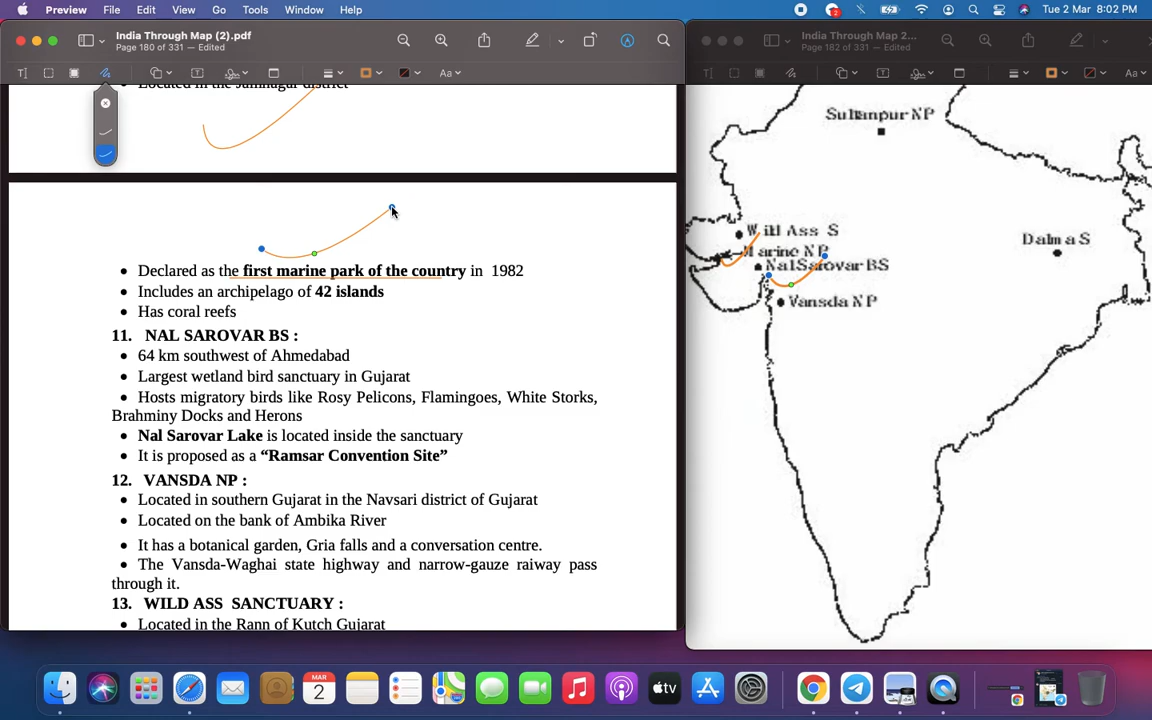 Preview File Edit View Go Tools Window Help
2
Tue 2 Mar 8:02 PM
India Through Map (2).pdf
Page 180 of 331 — Edited
India Through Map 2...
Page 182 of 331 — Edited
Aa
Aa
Located in the Jamnagar district
• Declared as the first marine park of the country in 1982
• Includes an archipelago of 42 islands
• Has coral reefs
11. NAL SAROVAR BS :
• 64 km southwest of Ahmedabad
• Largest wetland bird sanctuary in Gujarat
• Hosts migratory birds like Rosy Pelicons, Flamingoes, White Storks,
Brahminy Docks and Herons
• Nal Sarovar Lake is located inside the sanctuary
• It is proposed as a “Ramsar Convention Site”
12. VANSDA NP :
• Located in southern Gujarat in the Navsari district of Gujarat
• Located on the bank of Ambika River
• It has a botanical garden, Gria falls and a conversation centre.
• The Vansda-Waghai state highway and narrow-gauze raiway pass
through it.
13. WILD ASS SANCTUARY :
• Located in the Rann of Kutch Gujarat
Sultanpur NP
Wild Ass S
Marine NP
Nal Sarovar BS
Vansda NP
Dalma S
MAR
2
tv